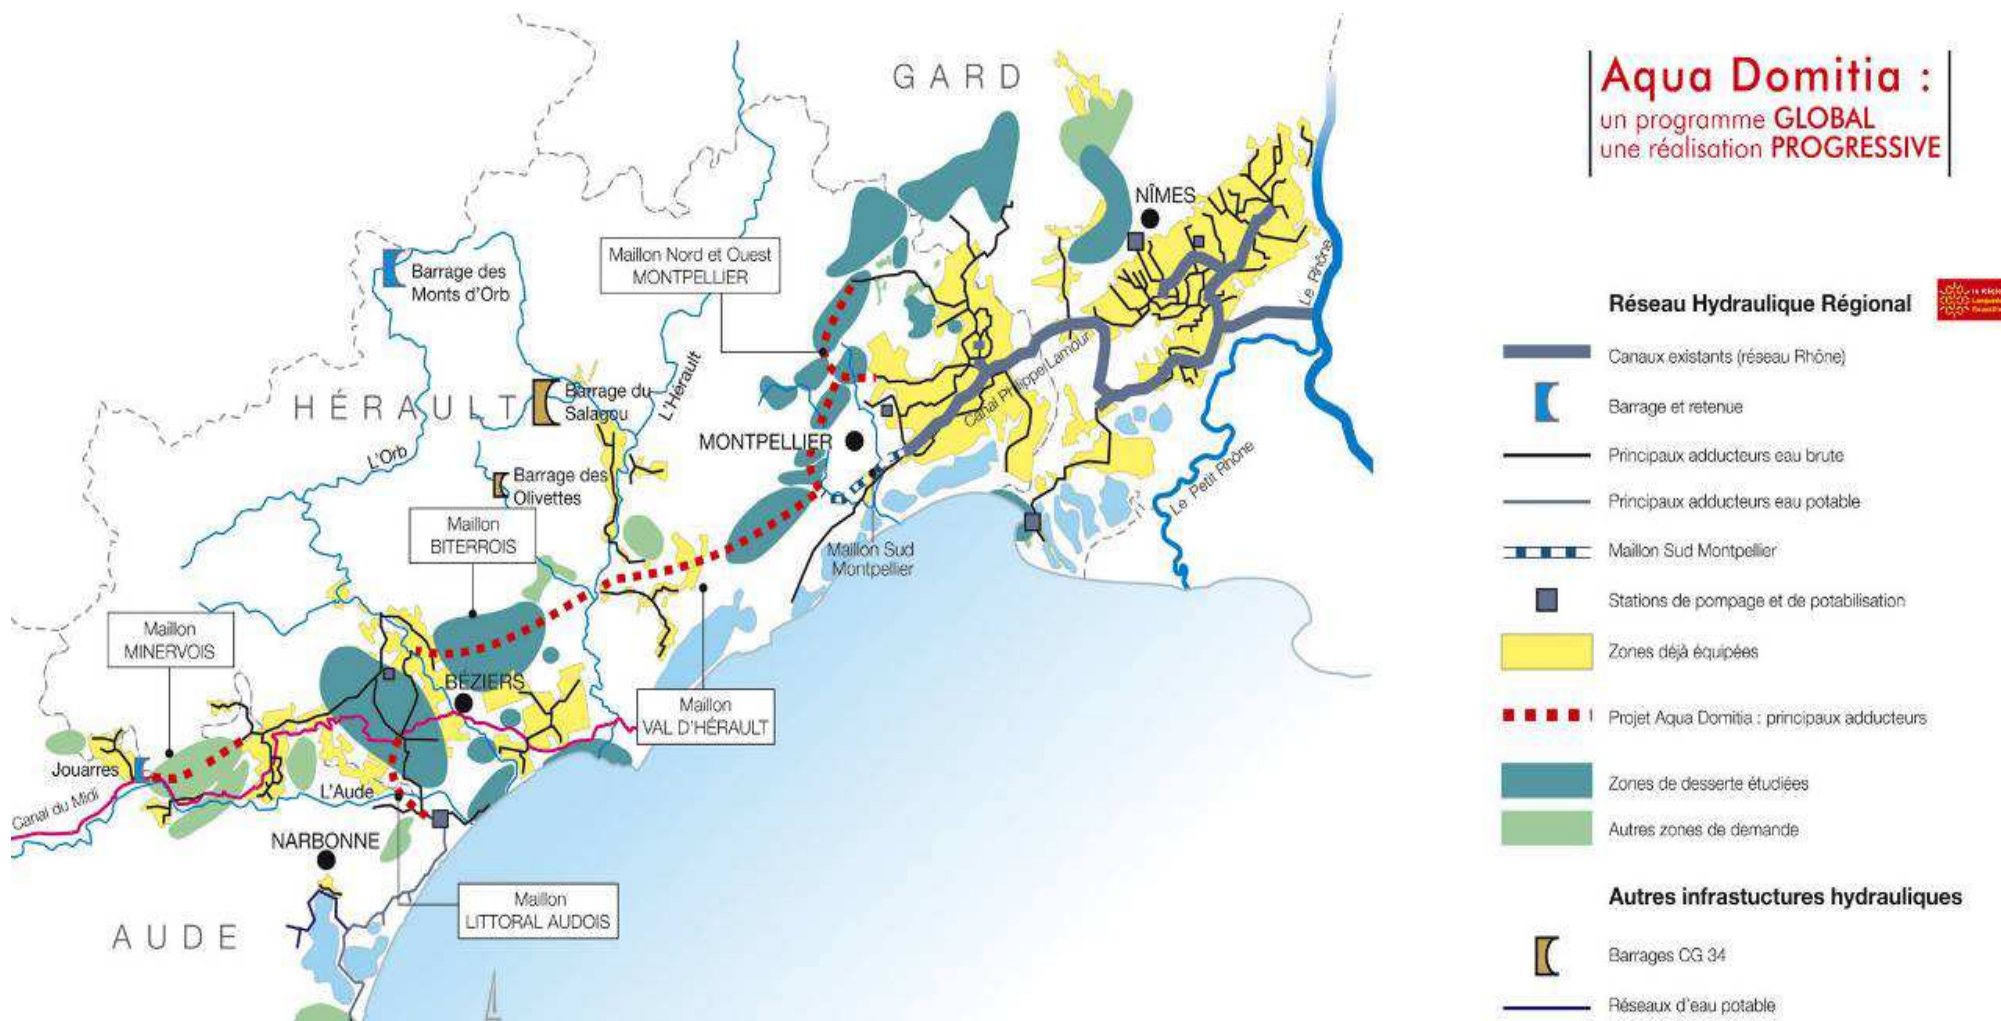 GARD
Aqua Domitia :
un programme GLOBAL
une réalisation PROGRESSIVE
NÎMES
Maillon Nord et Ouest
MONTPELLIER
Barrage des
Monts d'Orb
Le Rhône
Réseau Hydraulique Régional
Canaux existants (réseau Rhône)
Canal Philippe Lamour
L'Hérault
HÉRAULT
Barrage du
Salagou
Barrage et retenue
MONTPELLIER
L'Orb
Principaux adducteurs eau brute
Barrage des
Olivettes
Le Petit Rhône
Principaux adducteurs eau potable
Maillon
BITERROIS
Maillon Sud
Montpellier
Maillon Sud Montpellier
Stations de pompage et de potabilisation
Maillon
MINERVOIS
Zones déjà équipées
BÉZIERS
Maillon
VAL D'HÉRAULT
Projet Aqua Domitia : principaux adducteurs
Jouarres
Canal du Midi
L'Aude
Zones de desserte étudiées
Autres zones de demande
NARBONNE
Maillon
LITTORAL AUDOIS
AUDE
Autres infrastuctures hydrauliques
Barrages CG 34
Réseaux d'eau potable